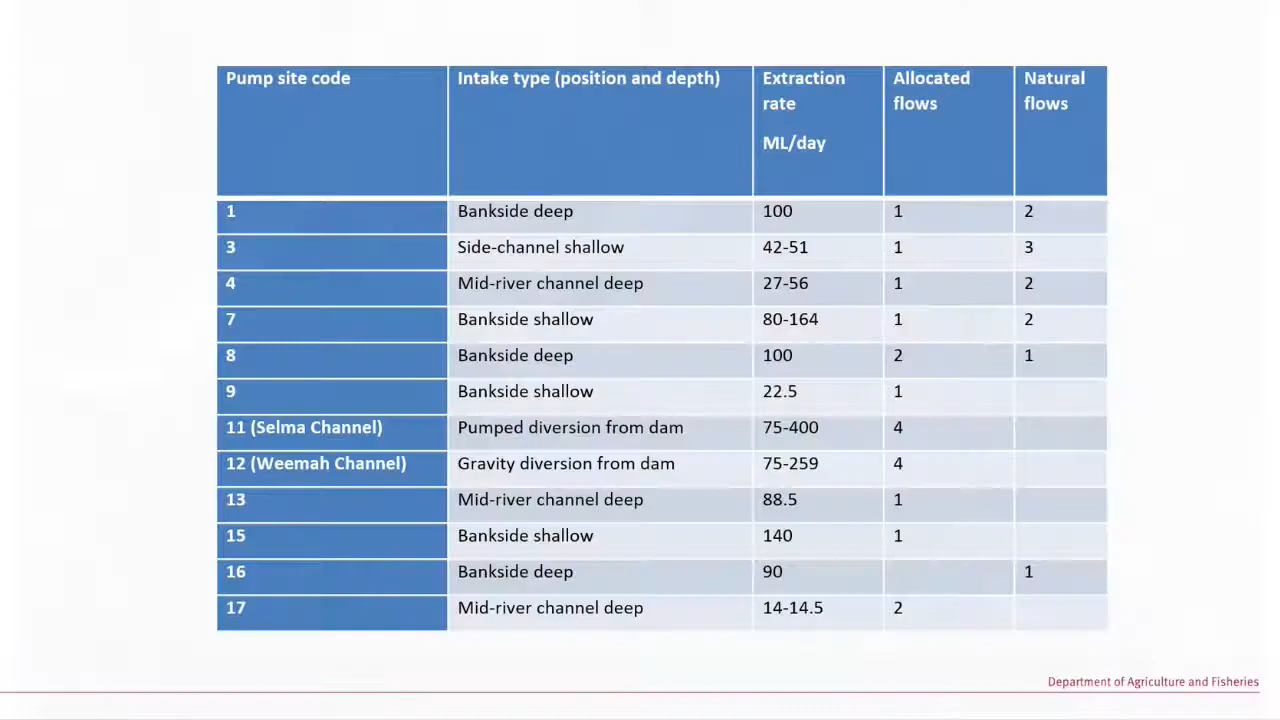 Pump site code Intake type (position and depth) Extraction rate ML/day Allocated flows Natural flows
1 Bankside deep 100 1 2
3 Side-channel shallow 42-51 1 3
4 Mid-river channel deep 27-56 1 2
7 Bankside shallow 80-164 1 2
8 Bankside deep 100 2 1
9 Bankside shallow 22.5 1
11 (Selma Channel) Pumped diversion from dam 75-400 4
12 (Weemah Channel) Gravity diversion from dam 75-259 4
13 Mid-river channel deep 88.5 1
15 Bankside shallow 140 1
16 Bankside deep 90 1
17 Mid-river channel deep 14-14.5 2
Department of Agriculture and Fisheries